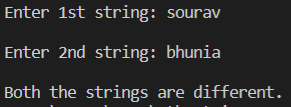 Enter 1st string: sourav
Enter 2nd string: bhunia
Both the strings are different.